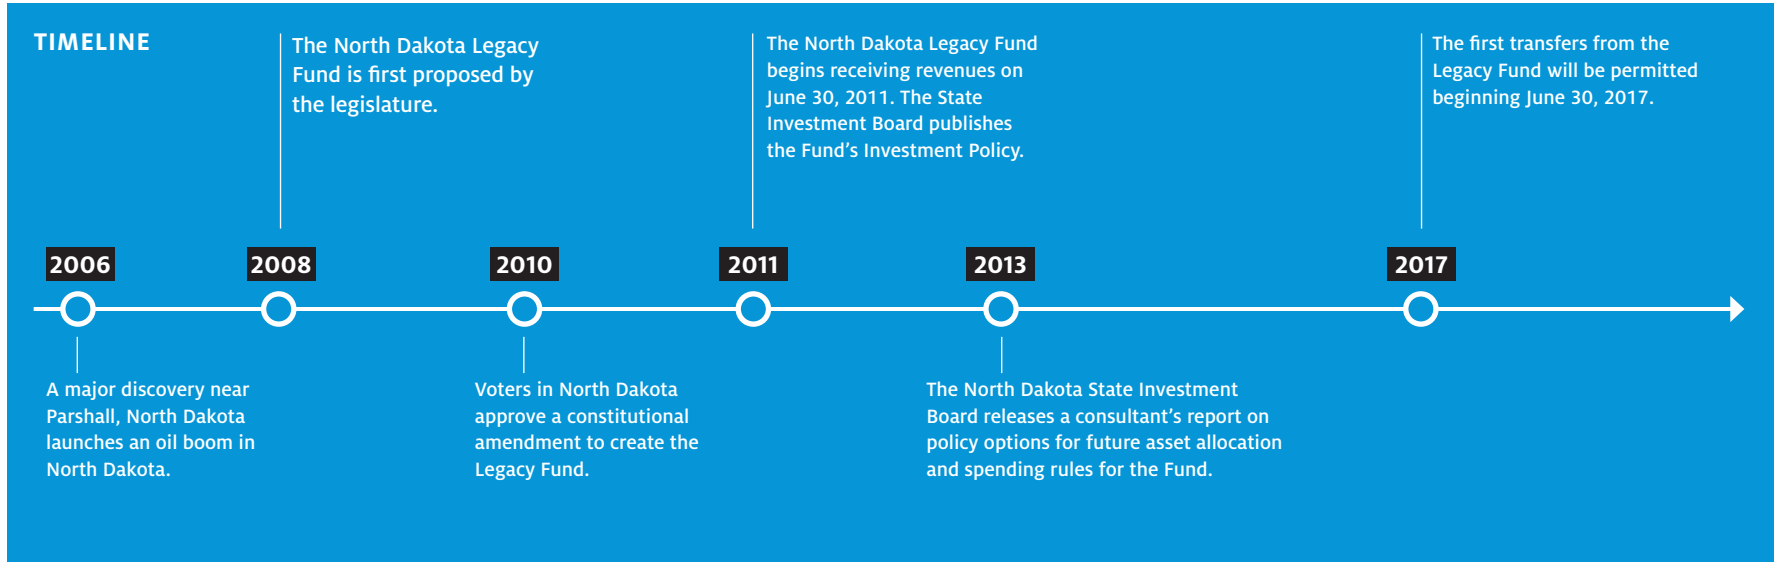 TIMELINE
The North Dakota Legacy
Fund is first proposed by
the legislature.
The North Dakota Legacy Fund
begins receiving revenues on
June 30, 2011. The State
Investment Board publishes
the Fund’s Investment Policy.
The first transfers from the
Legacy Fund will be permitted
beginning June 30, 2017.
2006
2008
2010
2011
2013
2017
A major discovery near
Parshall, North Dakota
launches an oil boom in
North Dakota.
Voters in North Dakota
approve a constitutional
amendment to create the
Legacy Fund.
The North Dakota State Investment
Board releases a consultant’s report on
policy options for future asset allocation
and spending rules for the Fund.